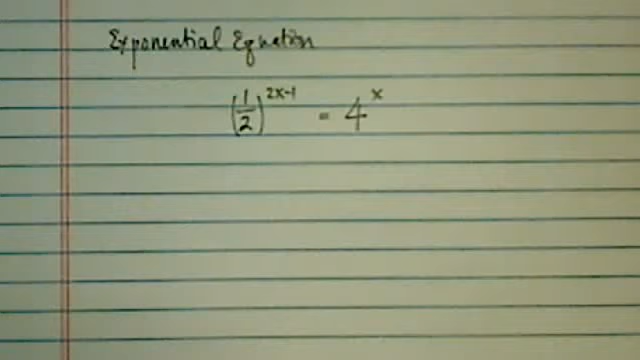 Exponential Equation
(1/2)^(2x-1) = 4^x